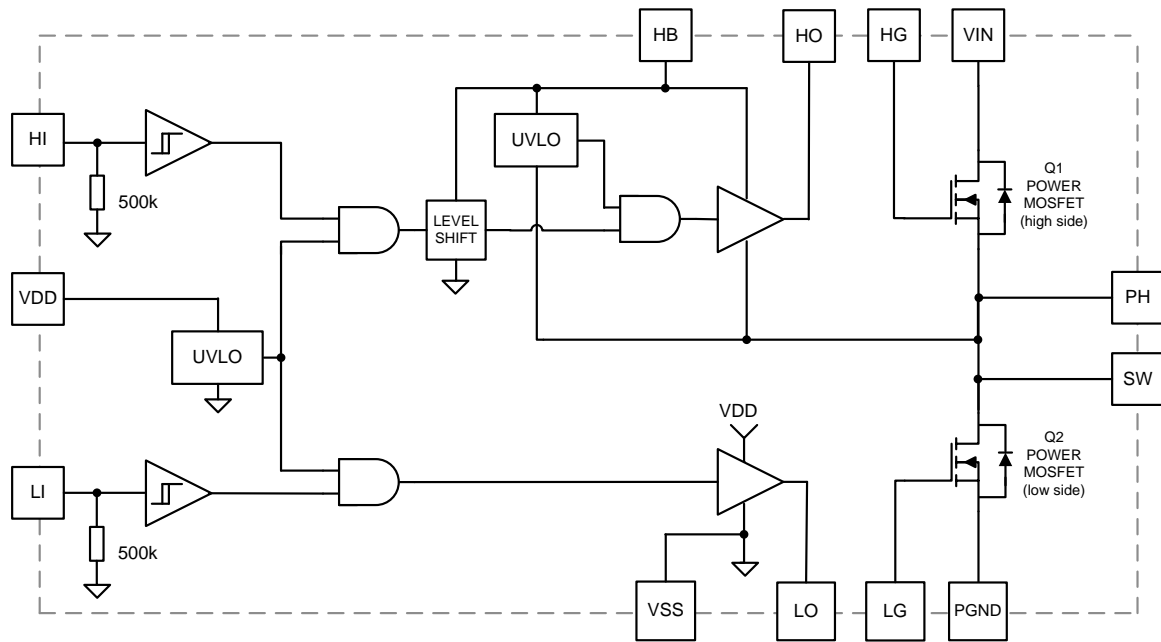 HB
HO
HG
VIN
HI
UVLO
500k
Q1
POWER
MOSFET
(high side)
LEVEL
SHIFT
VDD
PH
UVLO
SW
VDD
LI
Q2
POWER
MOSFET
(low side)
500k
VSS
LO
LG
PGND